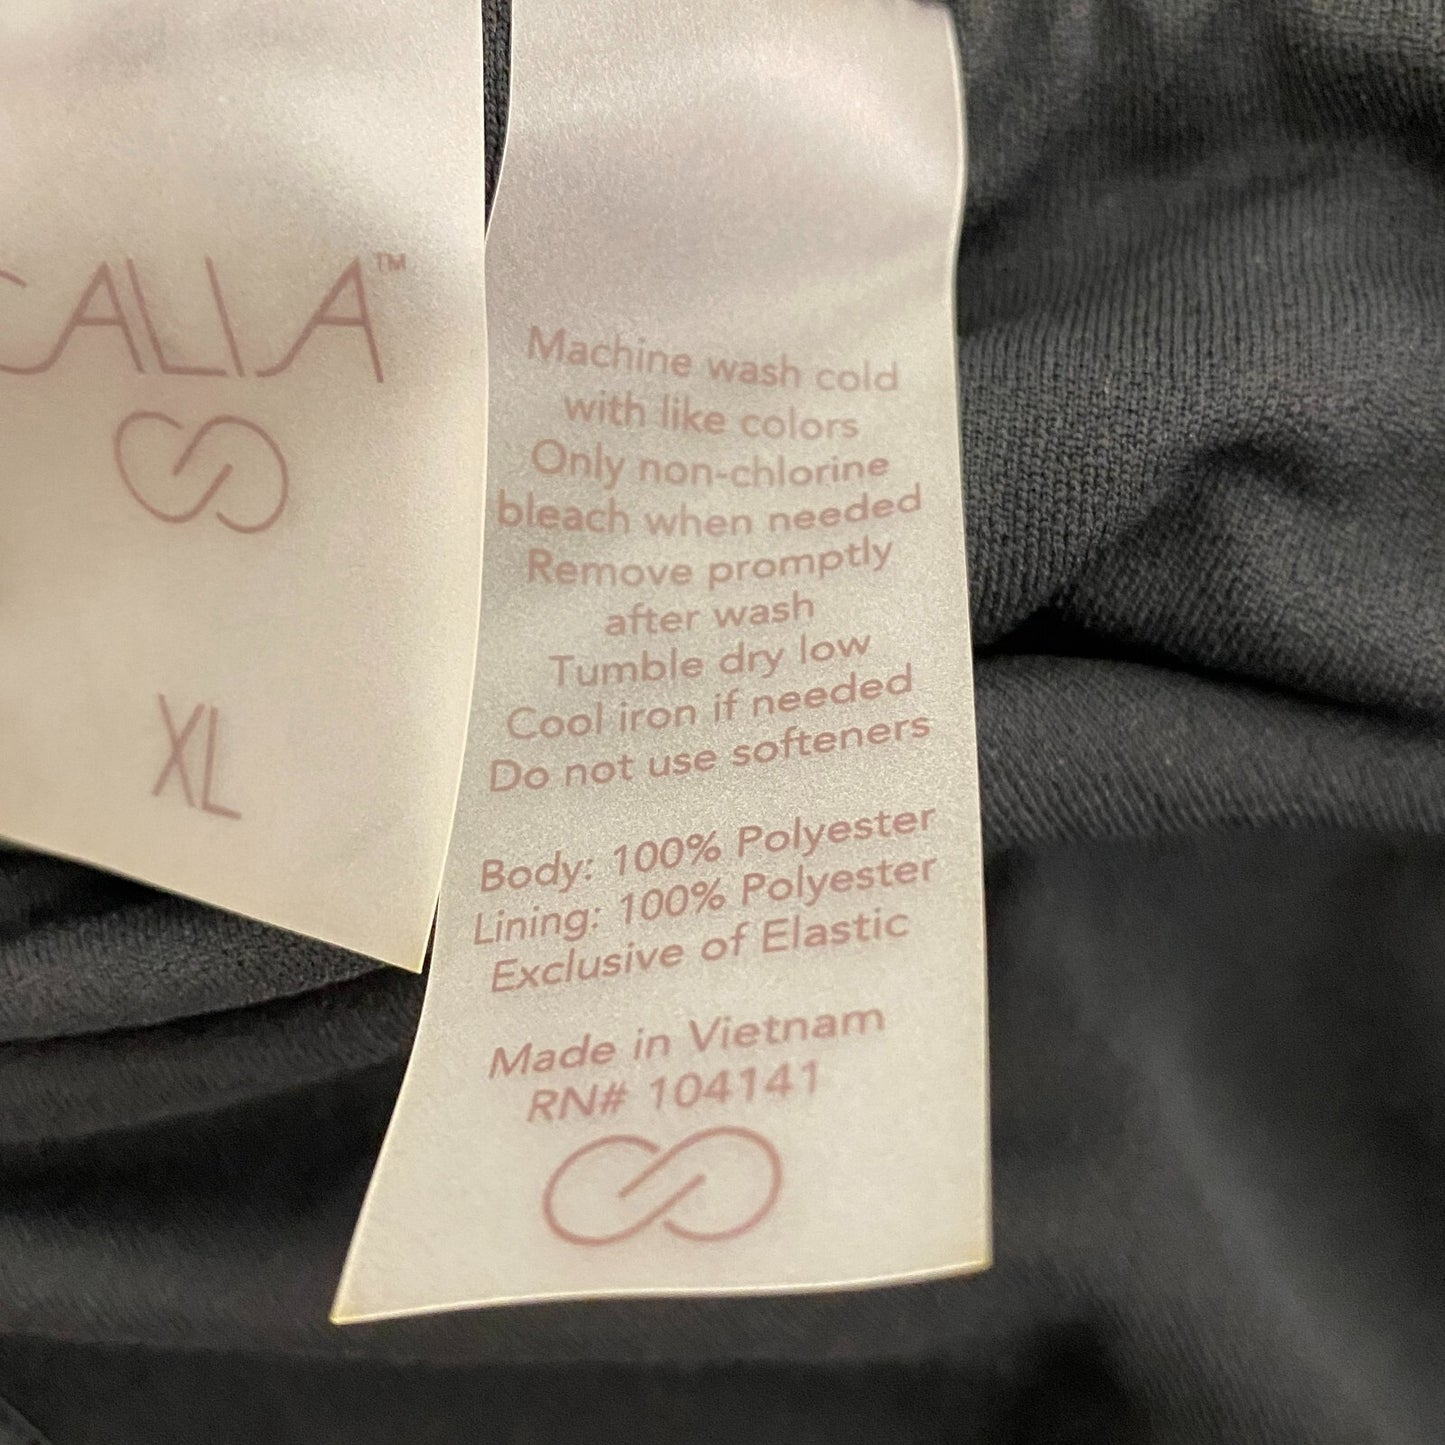 CALIA™
XL
Machine wash cold
with like colors
Only non-chlorine
bleach when needed
Remove promptly
after wash
Tumble dry low
Cool iron if needed
Do not use softeners
Body: 100% Polyester
Lining: 100% Polyester
Exclusive of Elastic
Made in Vietnam
RN# 104141